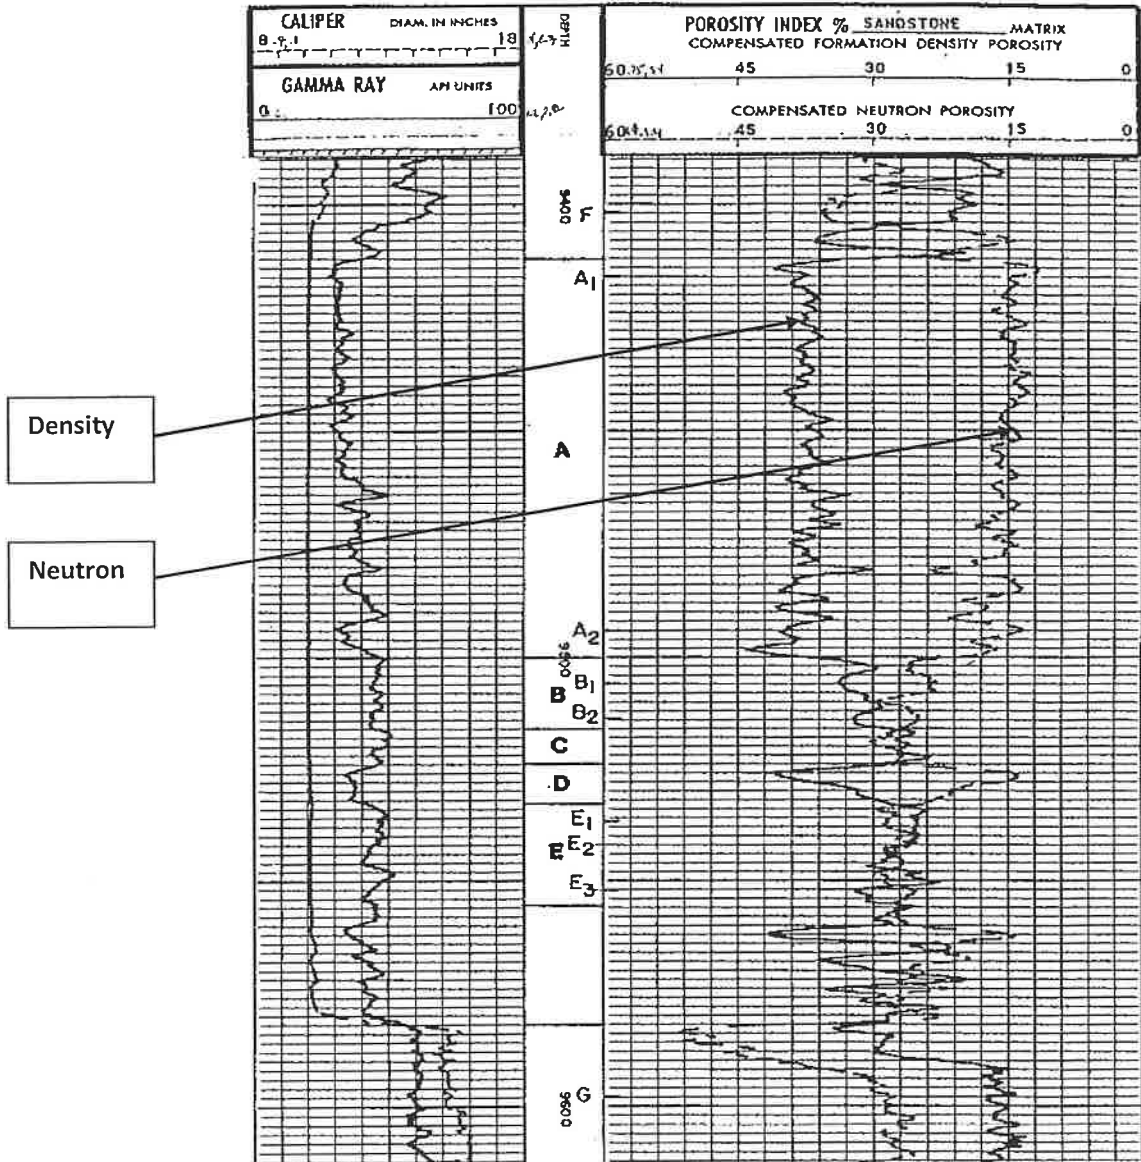 CALIPER DIAM. IN INCHES
18
GAMMA RAY API UNITS
0 100
DEPTH
POROSITY INDEX % SANDSTONE MATRIX
COMPENSATED FORMATION DENSITY POROSITY
60 45 30 15 0
COMPENSATED NEUTRON POROSITY
60 45 30 15 0
9400
F
A1
Density
A
Neutron
A2
9500
B1
B
B2
C
D
E1
E E2
E3
G
9600